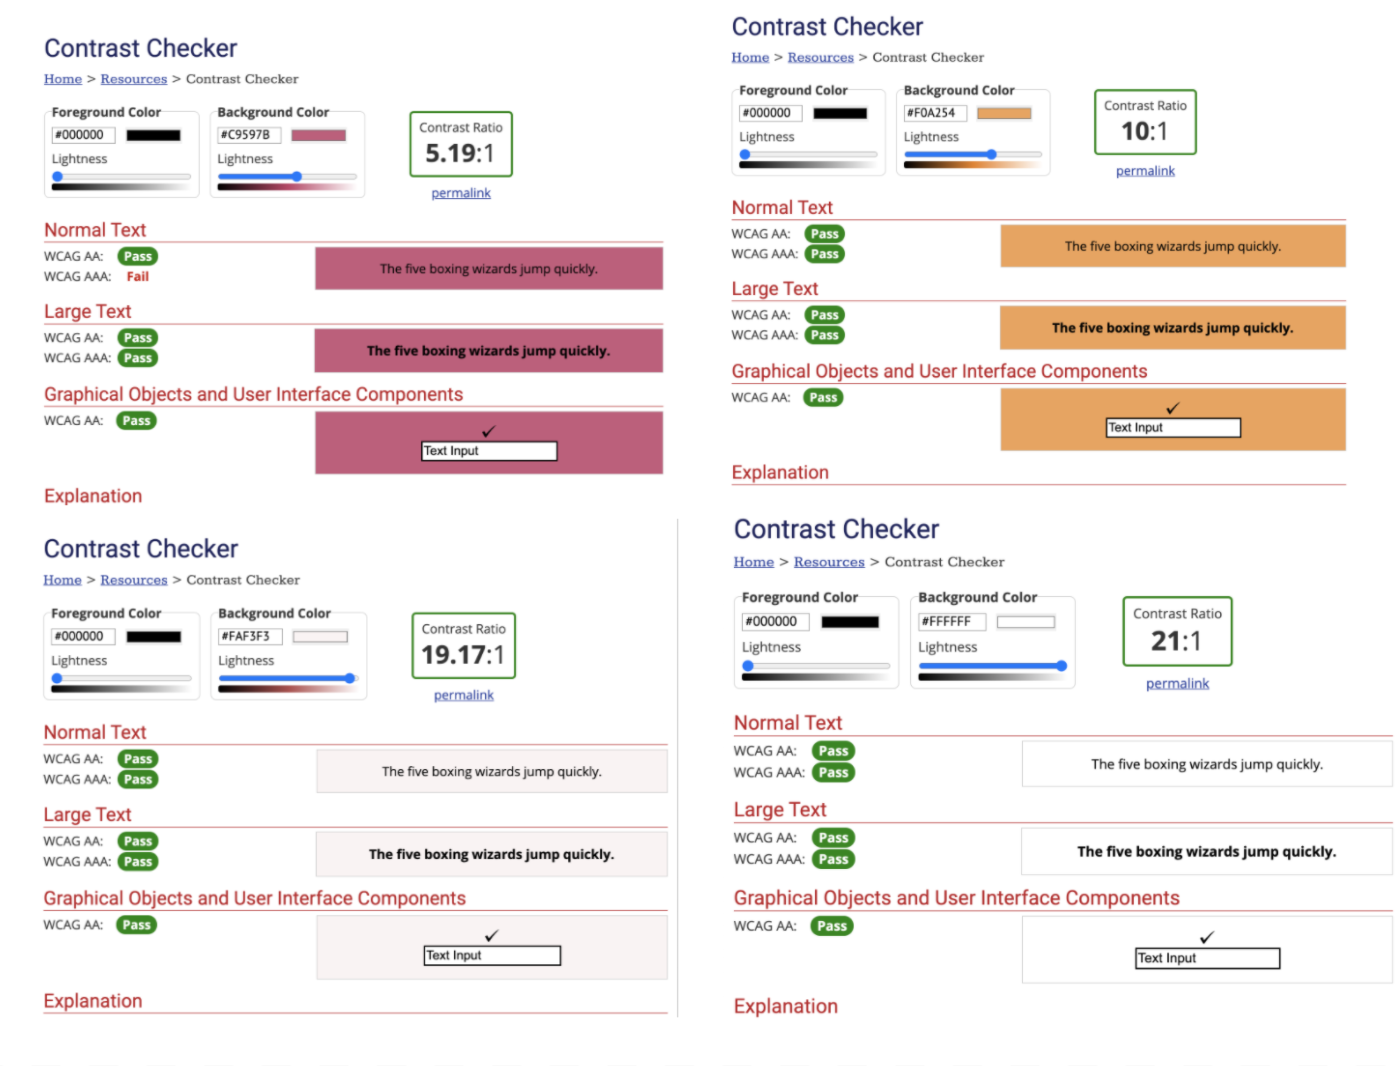 Contrast Checker
Home > Resources > Contrast Checker
Foreground Color
#000000
Lightness
Background Color
#C9597B
Lightness
Contrast Ratio
5.19:1
permalink
Normal Text
WCAG AA: Pass
WCAG AAA: Fail
The five boxing wizards jump quickly.
Large Text
WCAG AA: Pass
WCAG AAA: Pass
The five boxing wizards jump quickly.
Graphical Objects and User Interface Components
WCAG AA: Pass
✓
Text Input
Explanation
Contrast Checker
Home > Resources > Contrast Checker
Foreground Color
#000000
Lightness
Background Color
#F0A254
Lightness
Contrast Ratio
10:1
permalink
Normal Text
WCAG AA: Pass
WCAG AAA: Pass
The five boxing wizards jump quickly.
Large Text
WCAG AA: Pass
WCAG AAA: Pass
The five boxing wizards jump quickly.
Graphical Objects and User Interface Components
WCAG AA: Pass
✓
Text Input
Explanation
Contrast Checker
Home > Resources > Contrast Checker
Foreground Color
#000000
Lightness
Background Color
#FAF3F3
Lightness
Contrast Ratio
19.17:1
permalink
Normal Text
WCAG AA: Pass
WCAG AAA: Pass
The five boxing wizards jump quickly.
Large Text
WCAG AA: Pass
WCAG AAA: Pass
The five boxing wizards jump quickly.
Graphical Objects and User Interface Components
WCAG AA: Pass
✓
Text Input
Explanation
Contrast Checker
Home > Resources > Contrast Checker
Foreground Color
#000000
Lightness
Background Color
#FFFFFF
Lightness
Contrast Ratio
21:1
permalink
Normal Text
WCAG AA: Pass
WCAG AAA: Pass
The five boxing wizards jump quickly.
Large Text
WCAG AA: Pass
WCAG AAA: Pass
The five boxing wizards jump quickly.
Graphical Objects and User Interface Components
WCAG AA: Pass
✓
Text Input
Explanation